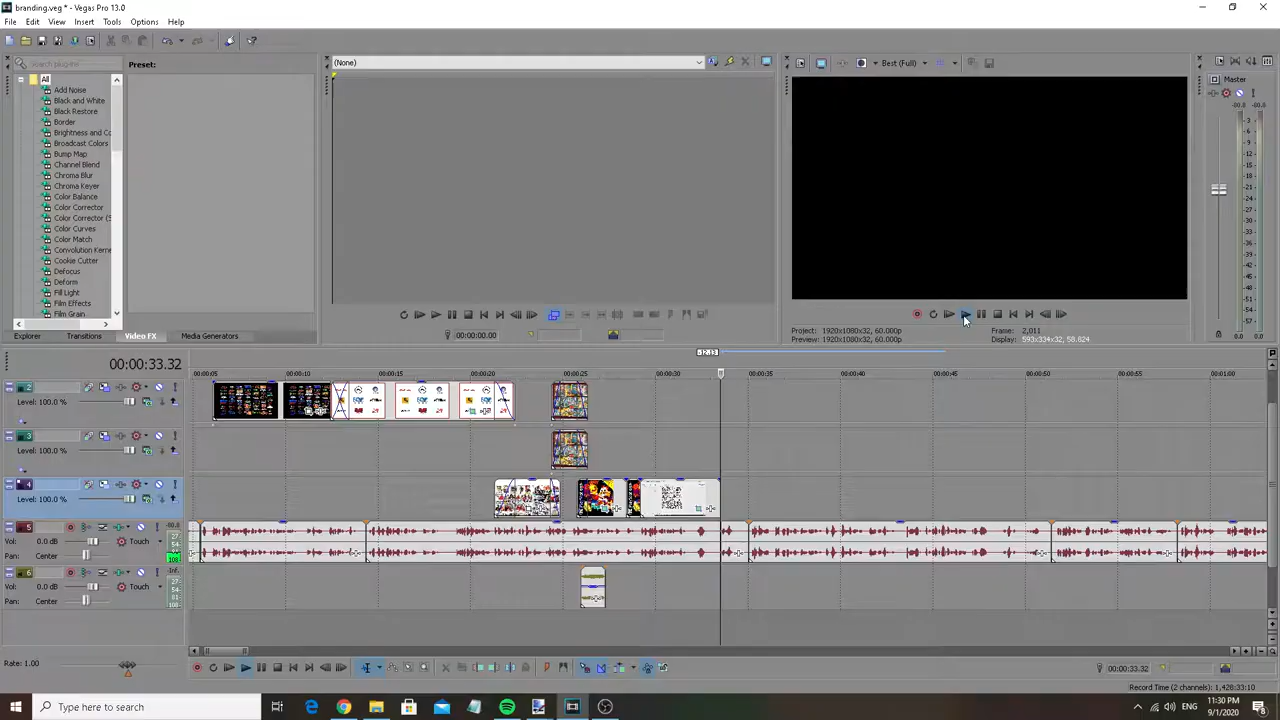 branding.veg * - Vegas Pro 13.0
File Edit View Insert Tools Options Help
Search plug-ins
Preset:
(None)
Best (Full)
Master
All
Add Noise
Black and White
Black Restore
Border
Brightness and Co
Broadcast Colors
Bump Map
Channel Blend
Chroma Blur
Chroma Keyer
Color Balance
Color Corrector
Color Corrector (S
Color Curves
Color Match
Convolution Kerne
Cookie Cutter
Defocus
Deform
Fill Light
Film Effects
Film Grain
Explorer Transitions Video FX Media Generators
00:00:00.00
Project: 1920x1080x32, 60.000p
Preview: 1920x1080x32, 60.000p
Frame: 2,011
Display: 593x334x32, 58.824
00:00:33.32
-12.33
00:00:05 00:00:10 00:00:15 00:00:20 00:00:25 00:00:30 00:00:35 00:00:40 00:00:45 00:00:50 00:00:55 00:01:00
2
Level: 100.0 %
3
Level: 100.0 %
4
Level: 100.0 %
5
Vol: 0.0 dB Touch
Pan: Center
6
Vol: 0.0 dB Touch
Pan: Center
Rate: 1.00
00:00:33.32
Record Time (2 channels): 1,428:33:10
Type here to search
11:30 PM
9/1/2020